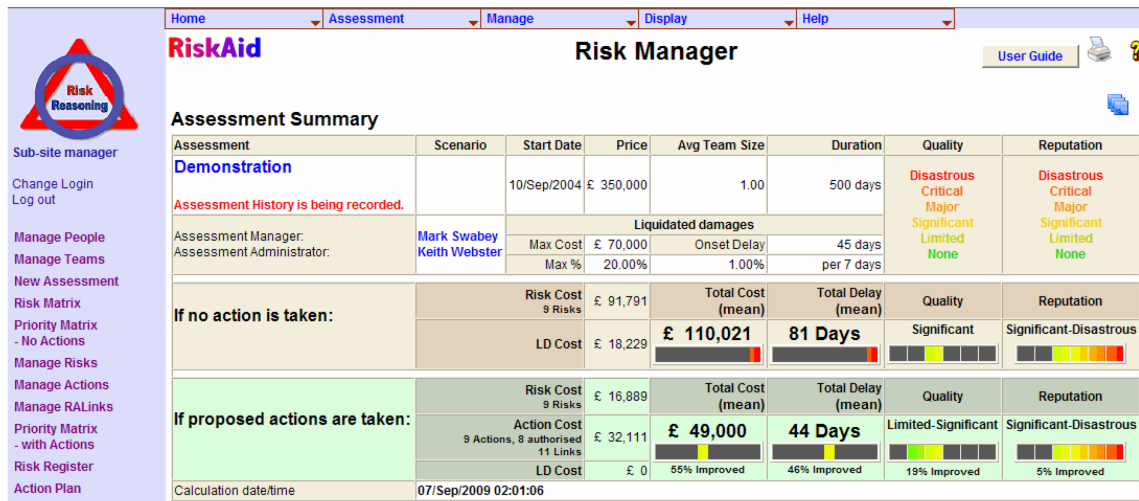 Home Assessment Manage Display Help
RiskAid
Risk Manager
User Guide
?
Risk
Reasoning
Sub-site manager
Change Login
Log out
Manage People
Manage Teams
New Assessment
Risk Matrix
Priority Matrix
- No Actions
Manage Risks
Manage Actions
Manage RALinks
Priority Matrix
- with Actions
Risk Register
Action Plan
Assessment Summary
Assessment Scenario Start Date Price Avg Team Size Duration Quality Reputation
Demonstration
Assessment History is being recorded.
10/Sep/2004 £ 350,000 1.00 500 days
Disastrous
Critical
Major
Significant
Limited
None
Disastrous
Critical
Major
Significant
Limited
None
Assessment Manager: Mark Swabey
Assessment Administrator: Keith Webster
Liquidated damages
Max Cost £ 70,000 Onset Delay 45 days
Max % 20.00% 1.00% per 7 days
If no action is taken:
Risk Cost
9 Risks
£ 91,791
Total Cost
(mean)
Total Delay
(mean)
Quality Reputation
LD Cost £ 18,229 £ 110,021 81 Days Significant Significant-Disastrous
If proposed actions are taken:
Risk Cost
9 Risks
£ 16,889
Total Cost
(mean)
Total Delay
(mean)
Quality Reputation
Action Cost
9 Actions, 8 authorised
11 Links
£ 32,111
£ 49,000 44 Days Limited-Significant Significant-Disastrous
LD Cost £ 0 55% Improved 46% Improved 19% Improved 5% Improved
Calculation date/time 07/Sep/2009 02:01:06